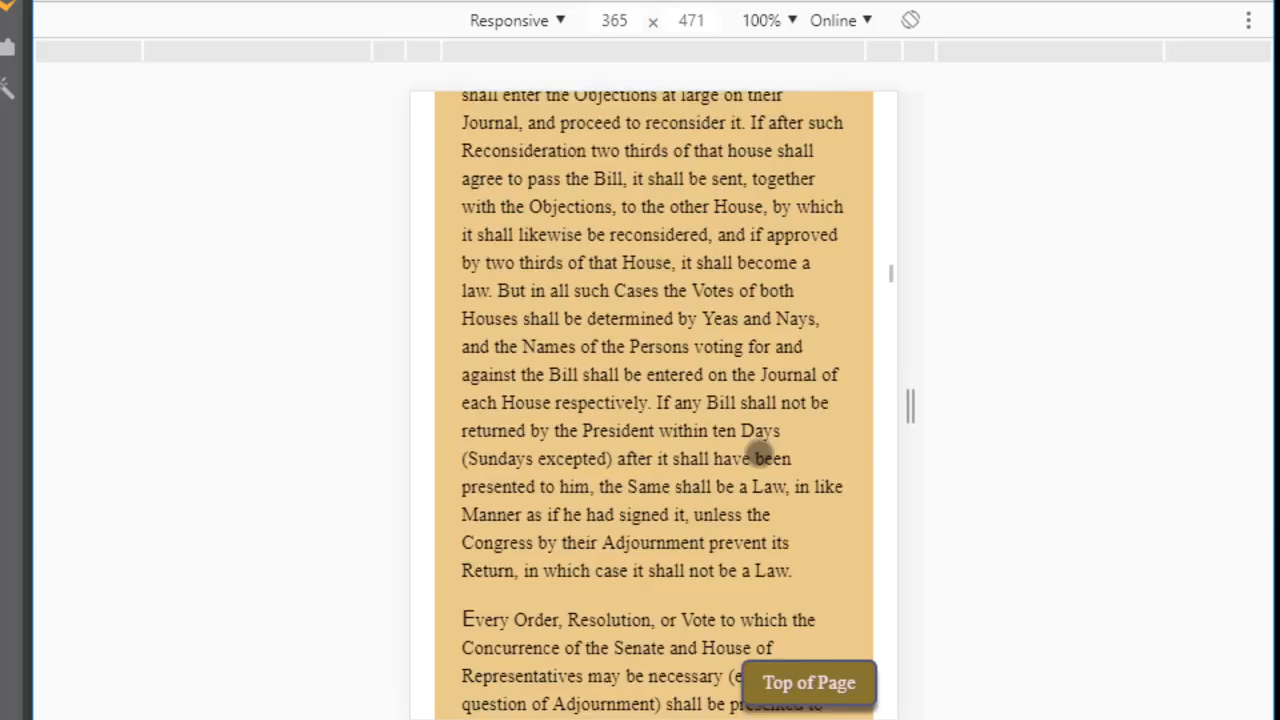 Responsive ▼ 365 x 471 100% ▼ Online ▼
shall enter the Objections at large on their
Journal, and proceed to reconsider it. If after such
Reconsideration two thirds of that house shall
agree to pass the Bill, it shall be sent, together
with the Objections, to the other House, by which
it shall likewise be reconsidered, and if approved
by two thirds of that House, it shall become a
law. But in all such Cases the Votes of both
Houses shall be determined by Yeas and Nays,
and the Names of the Persons voting for and
against the Bill shall be entered on the Journal of
each House respectively. If any Bill shall not be
returned by the President within ten Days
(Sundays excepted) after it shall have been
presented to him, the Same shall be a Law, in like
Manner as if he had signed it, unless the
Congress by their Adjournment prevent its
Return, in which case it shall not be a Law.
Every Order, Resolution, or Vote to which the
Concurrence of the Senate and House of
Representatives may be necessary
question of Adjournment) shall be presented to
Top of Page